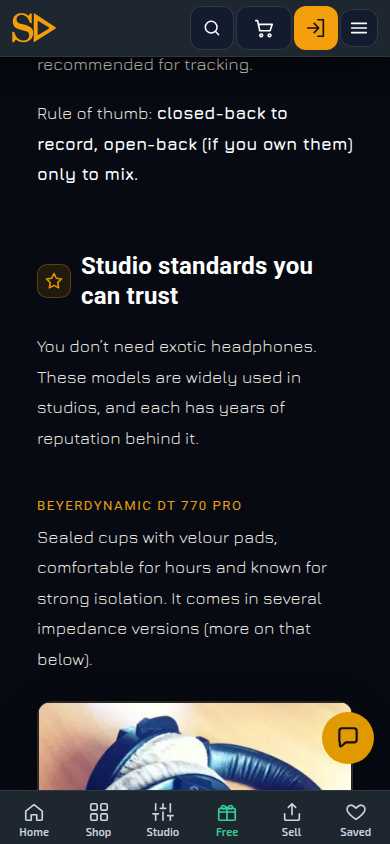 SD
recommended for tracking.
Rule of thumb: closed-back to
record, open-back (if you own them)
only to mix.
Studio standards you
can trust
You don't need exotic headphones.
These models are widely used in
studios, and each has years of
reputation behind it.
BEYERDYNAMIC DT 770 PRO
Sealed cups with velour pads,
comfortable for hours and known for
strong isolation. It comes in several
impedance versions (more on that
below).
Home Shop Studio Free Sell Saved